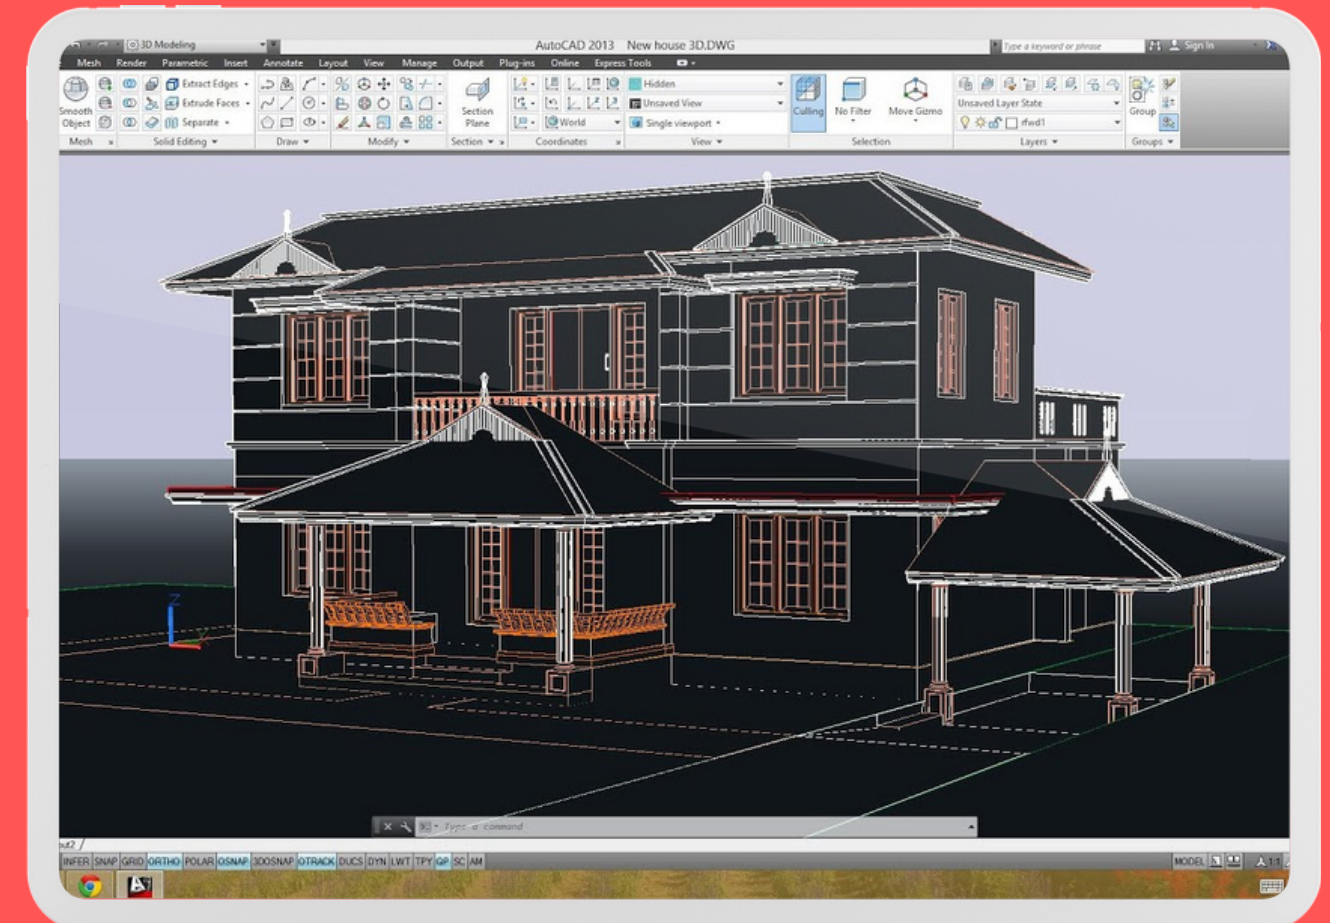 3D Modeling AutoCAD 2013 New house 3D.DWG Type a keyword or phrase Sign In
Mesh Render Parametric Insert Annotate Layout View Manage Output Plug-ins Online Express Tools
Extract Edges Hidden
Smooth Object Extrude Faces Section Plane Unsaved View Culling No Filter Move Gizmo Unsaved Layer State Group
Separate World Single viewport rfwd1
Mesh Solid Editing Draw Modify Section Coordinates View Selection Layers Groups
Z
Type a command
INFER SNAP GRID ORTHO POLAR OSNAP 3DOSNAP OTRACK DUCS DYN LWT TPY QP SC AM MODEL 1:1